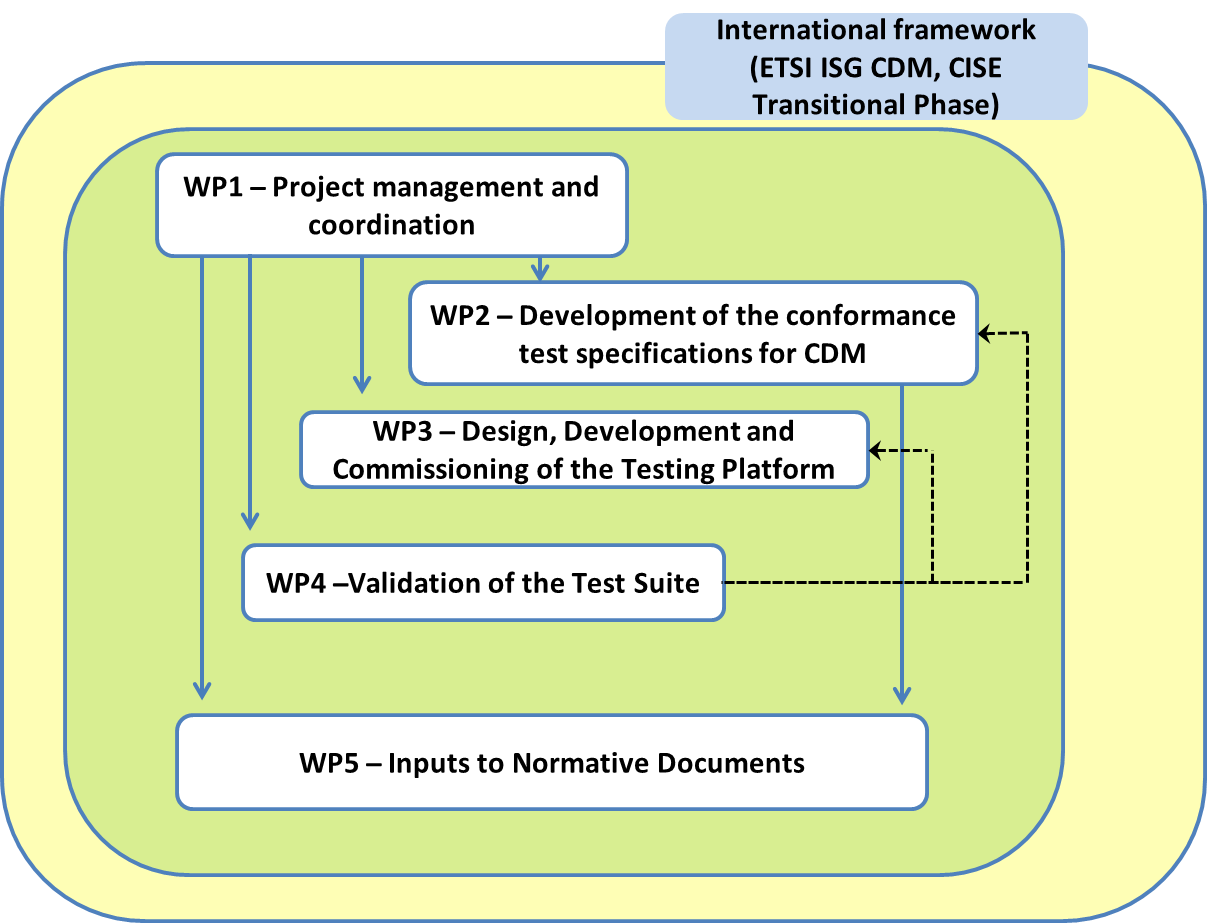 International framework
(ETSI ISG CDM, CISE
Transitional Phase)
WP1 – Project management and
coordination
WP2 – Development of the conformance
test specifications for CDM
WP3 – Design, Development and
Commissioning of the Testing Platform
WP4 –Validation of the Test Suite
WP5 – Inputs to Normative Documents